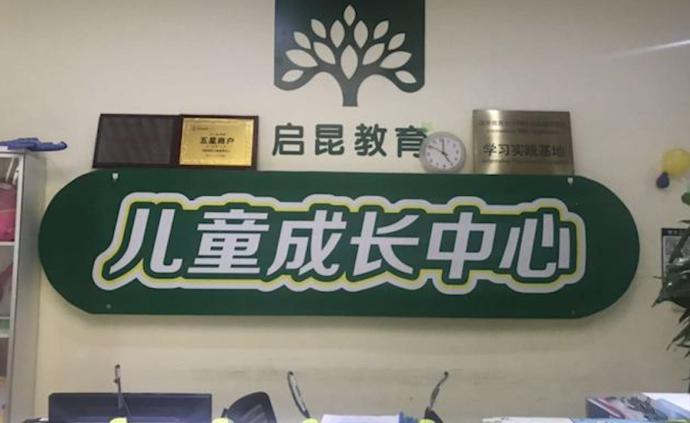 启昆教育
五星商户
学习实践基地
儿童成长中心